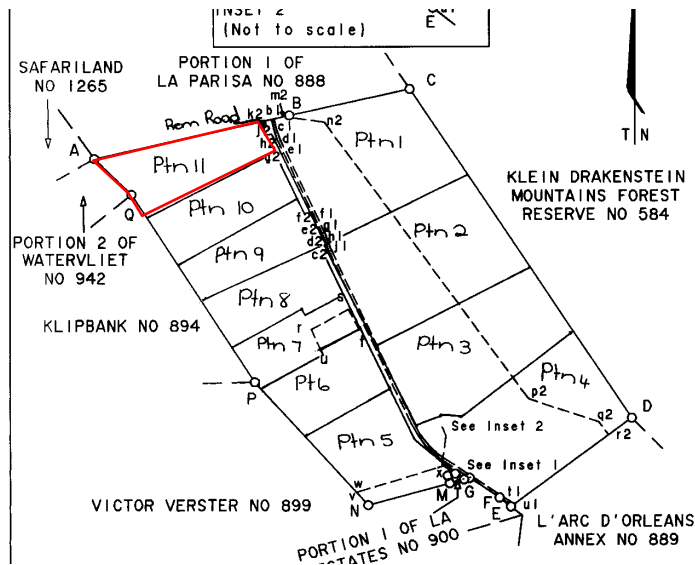 INSET 2
(Not to scale)
E
PORTION 1 OF
LA PARISA NO 888
SAFARILAND
NO 1265
C
m2
k2 b B
Rem Road
n2
j2 c
h2 d1
g2 e1
A
Ptn 11
Ptn 1
T N
KLEIN DRAKENSTEIN
MOUNTAINS FOREST
RESERVE NO 584
Q
Ptn 10
PORTION 2 OF
WATERVLIET
NO 942
f2 f1
e2 g1
d2 h1
c2 j1
Ptn 9
Ptn 2
Ptn 8
s
KLIPBANK NO 894
r
Ptn 7
t
u
Ptn 3
P
Pt6
Ptn 4
p2
q2
r2
D
Ptn 5
See Inset 2
See Inset 1
w
v
N
x
M
G
F t1
E u1
VICTOR VERSTER NO 899
PORTION 1 OF LA
ESTATES NO 900
L'ARC D'ORLEANS
ANNEX NO 889